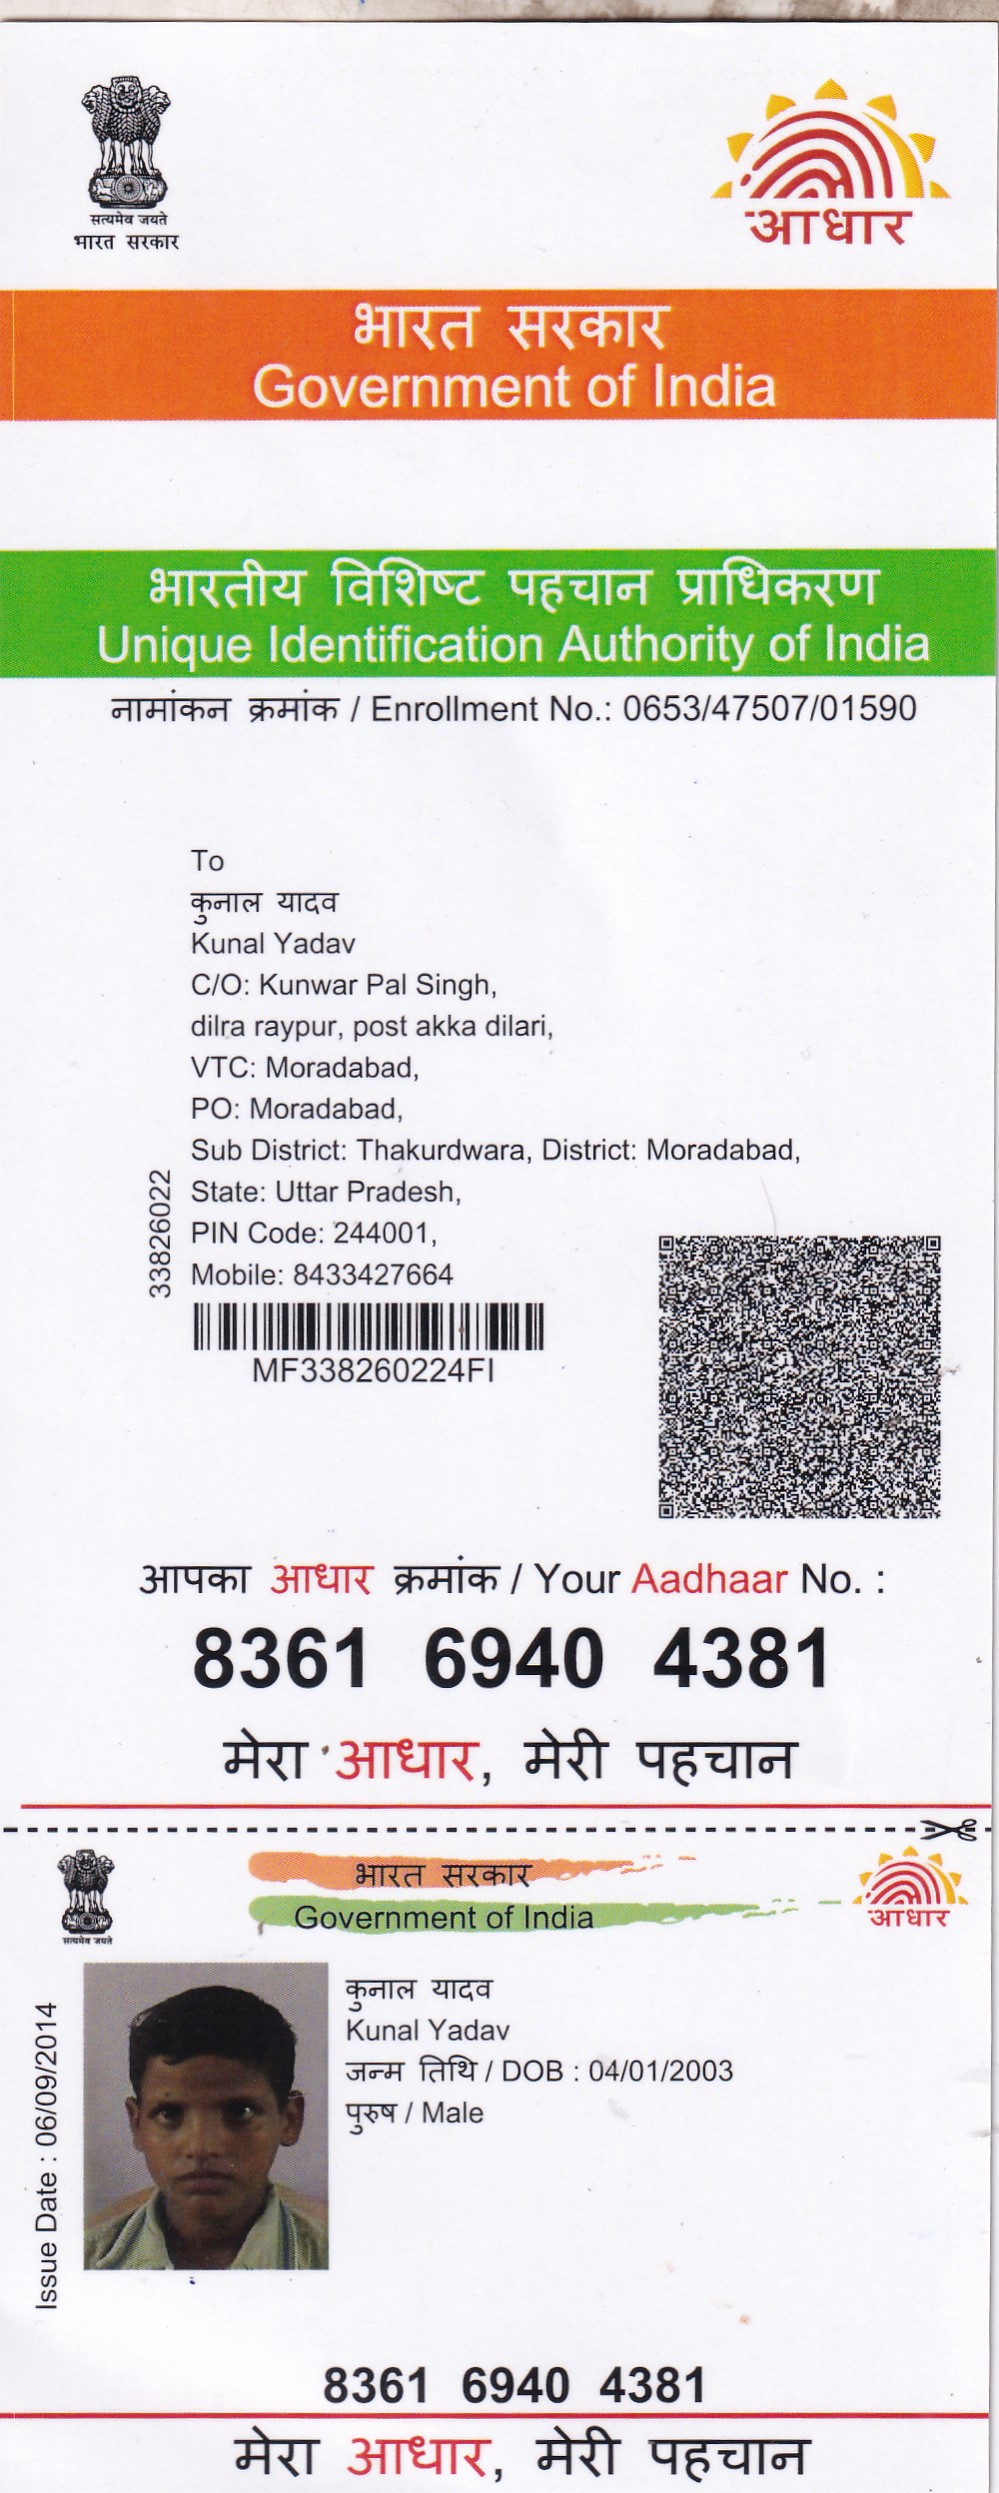 सत्यमेव जयते
भारत सरकार
आधार
भारत सरकार
Government of India
भारतीय विशिष्ट पहचान प्राधिकरण
Unique Identification Authority of India
नामांकन क्रमांक / Enrollment No.: 0653/47507/01590
To
कुनाल यादव
Kunal Yadav
C/O: Kunwar Pal Singh,
dilra raypur, post akka dilari,
VTC: Moradabad,
PO: Moradabad,
Sub District: Thakurdwara, District: Moradabad,
State: Uttar Pradesh,
PIN Code: 244001,
Mobile: 8433427664
33826022
MF338260224FI
आपका आधार क्रमांक / Your Aadhaar No. :
8361 6940 4381
मेरा आधार, मेरी पहचान
सत्यमेव जयते
भारत सरकार
Government of India
आधार
Issue Date : 06/09/2014
कुनाल यादव
Kunal Yadav
जन्म तिथि / DOB : 04/01/2003
पुरुष / Male
8361 6940 4381
मेरा आधार, मेरी पहचान